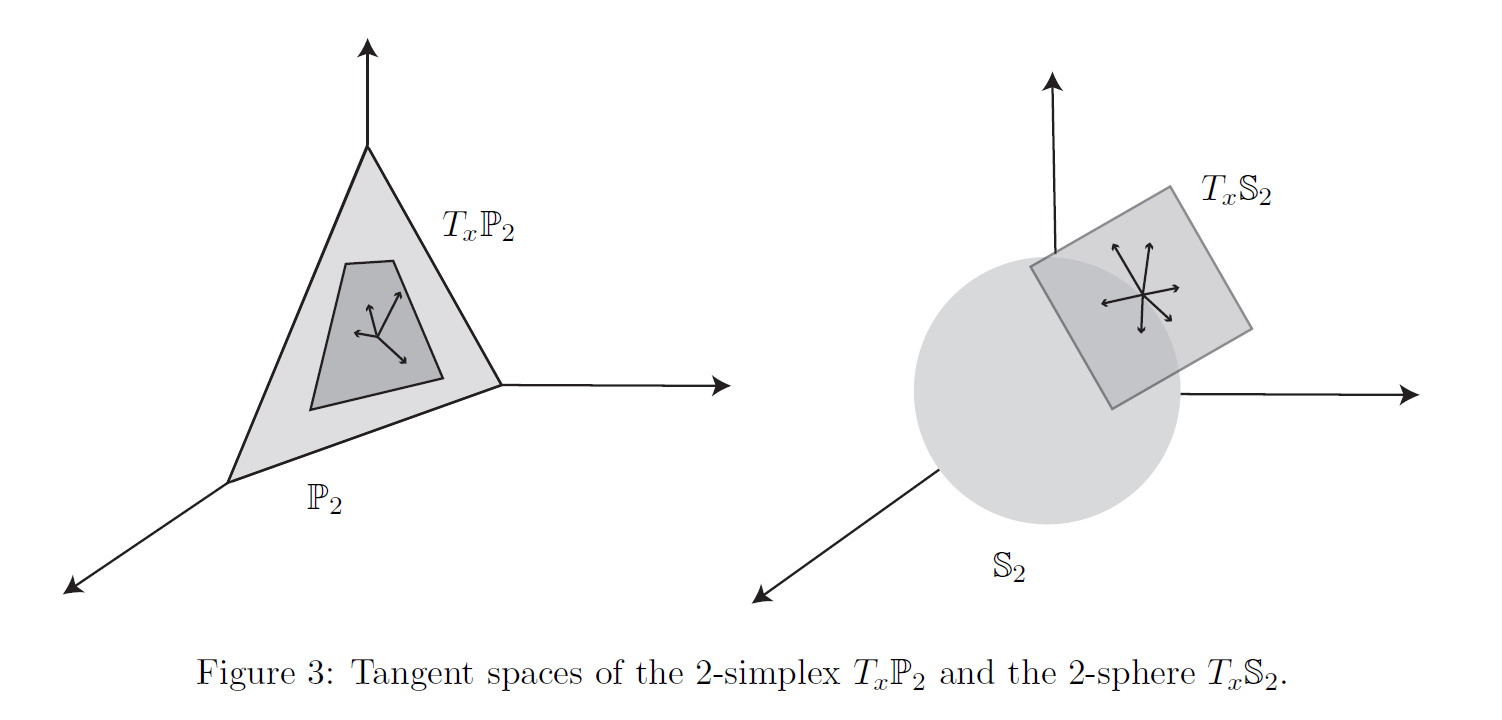 $T_x\mathbb{P}_2$
$T_x\mathbb{S}_2$
$\mathbb{P}_2$
$\mathbb{S}_2$
Figure 3: Tangent spaces of the 2-simplex $T_x\mathbb{P}_2$ and the 2-sphere $T_x\mathbb{S}_2$.